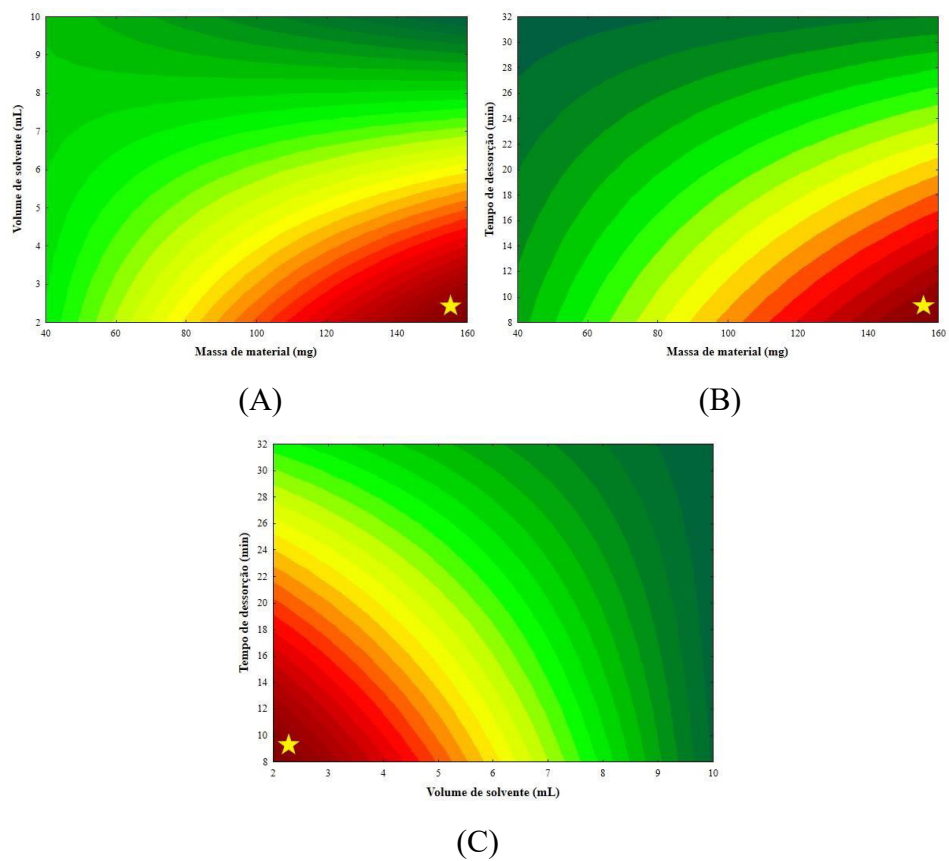 10
9
8
7
6
5
4
3
2
Volume de solvente (mL)
40 60 80 100 120 140 160
Massa de material (mg)
(A)
32
30
28
26
24
22
20
18
16
14
12
10
8
Tempo de dessorção (min)
40 60 80 100 120 140 160
Massa de material (mg)
(B)
32
30
28
26
24
22
20
18
16
14
12
10
8
Tempo de dessorção (min)
2 3 4 5 6 7 8 9 10
Volume de solvente (mL)
(C)